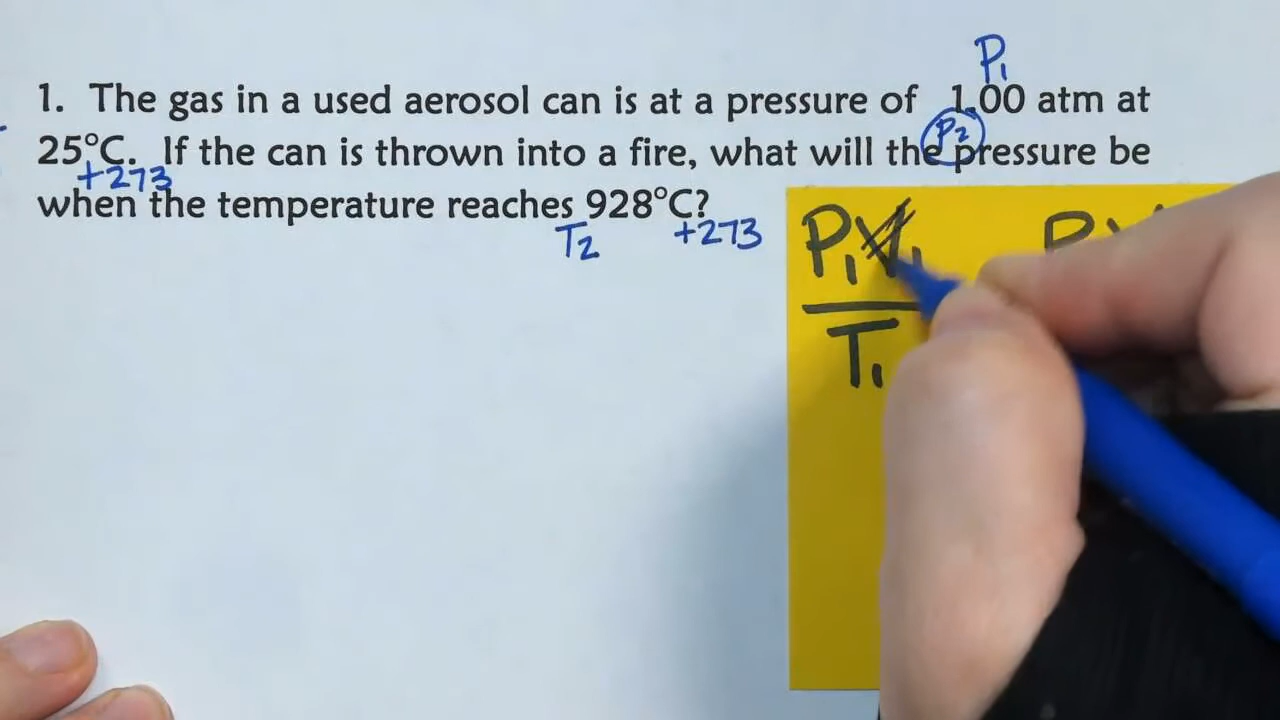 P₁
1. The gas in a used aerosol can is at a pressure of 1.00 atm at
P₂
25°C. If the can is thrown into a fire, what will the pressure be
+273
when the temperature reaches 928°C?
T₂ +273
P₁V₁ P
T₁